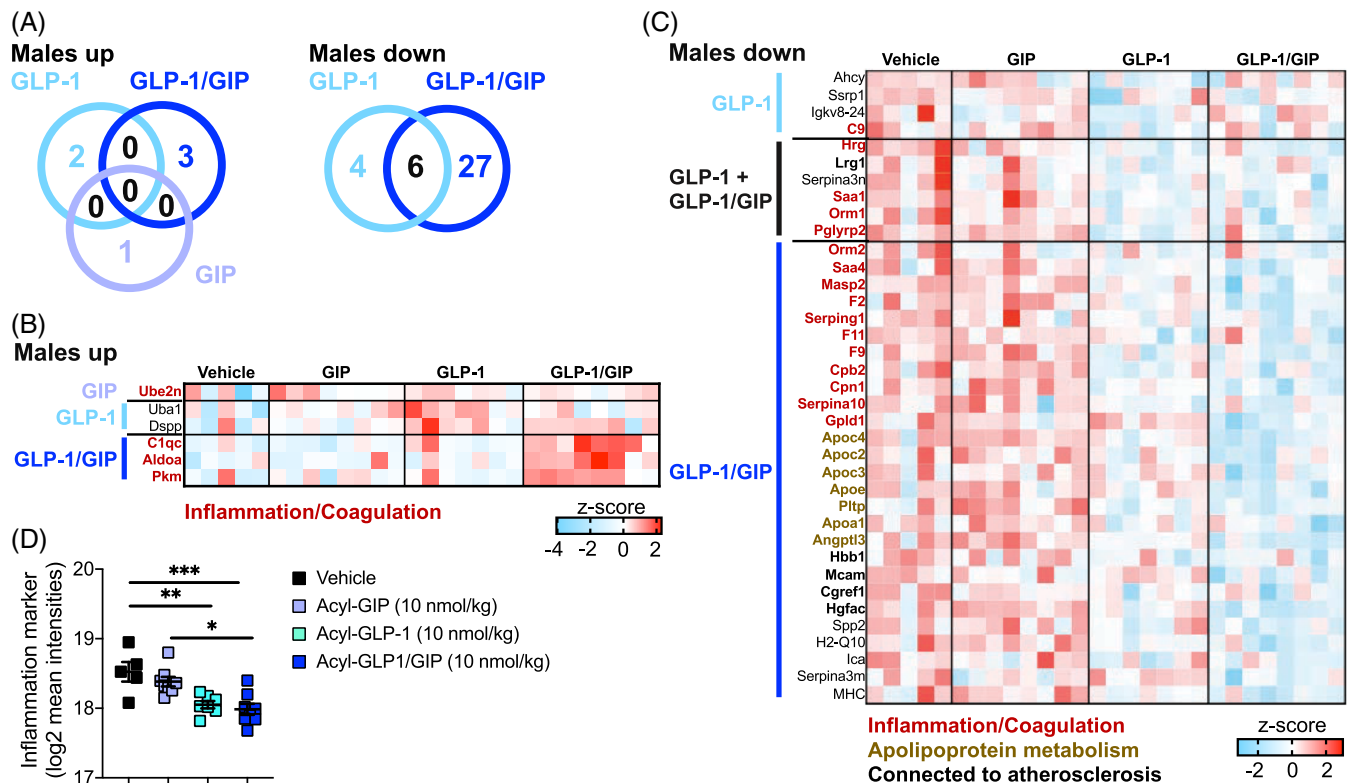 (A)
Males up
GLP-1 GLP-1/GIP
2 0 3
0
0 0
1
GIP
Males down
GLP-1 GLP-1/GIP
4 6 27
(B)
Males up
Vehicle GIP GLP-1 GLP-1/GIP
GIP Ube2n
GLP-1 Uba1
Dspp
C1qc
GLP-1/GIP Aldoa
Pkm
Inflammation/Coagulation
z-score
-4 -2 0 2
(D)
Inflammation marker
(log2 mean intensities)
20
19
18
17
***
**
*
Vehicle
Acyl-GIP (10 nmol/kg)
Acyl-GLP-1 (10 nmol/kg)
Acyl-GLP1/GIP (10 nmol/kg)
(C)
Males down
Vehicle GIP GLP-1 GLP-1/GIP
GLP-1
Ahcy
Ssrp1
Igkv8-24
C9
GLP-1 +
GLP-1/GIP
Hrg
Lrg1
Serpina3n
Saa1
Orm1
Pglyrp2
GLP-1/GIP
Orm2
Saa4
Masp2
F2
Serping1
F11
F9
Cpb2
Cpn1
Serpina10
Gpld1
Apoc4
Apoc2
Apoc3
Apoe
Pltp
Apoa1
Angptl3
Hbb1
Mcam
Cgref1
Hgfac
Spp2
H2-Q10
Ica
Serpina3m
MHC
Inflammation/Coagulation
Apolipoprotein metabolism
Connected to atherosclerosis
z-score
-2 0 2